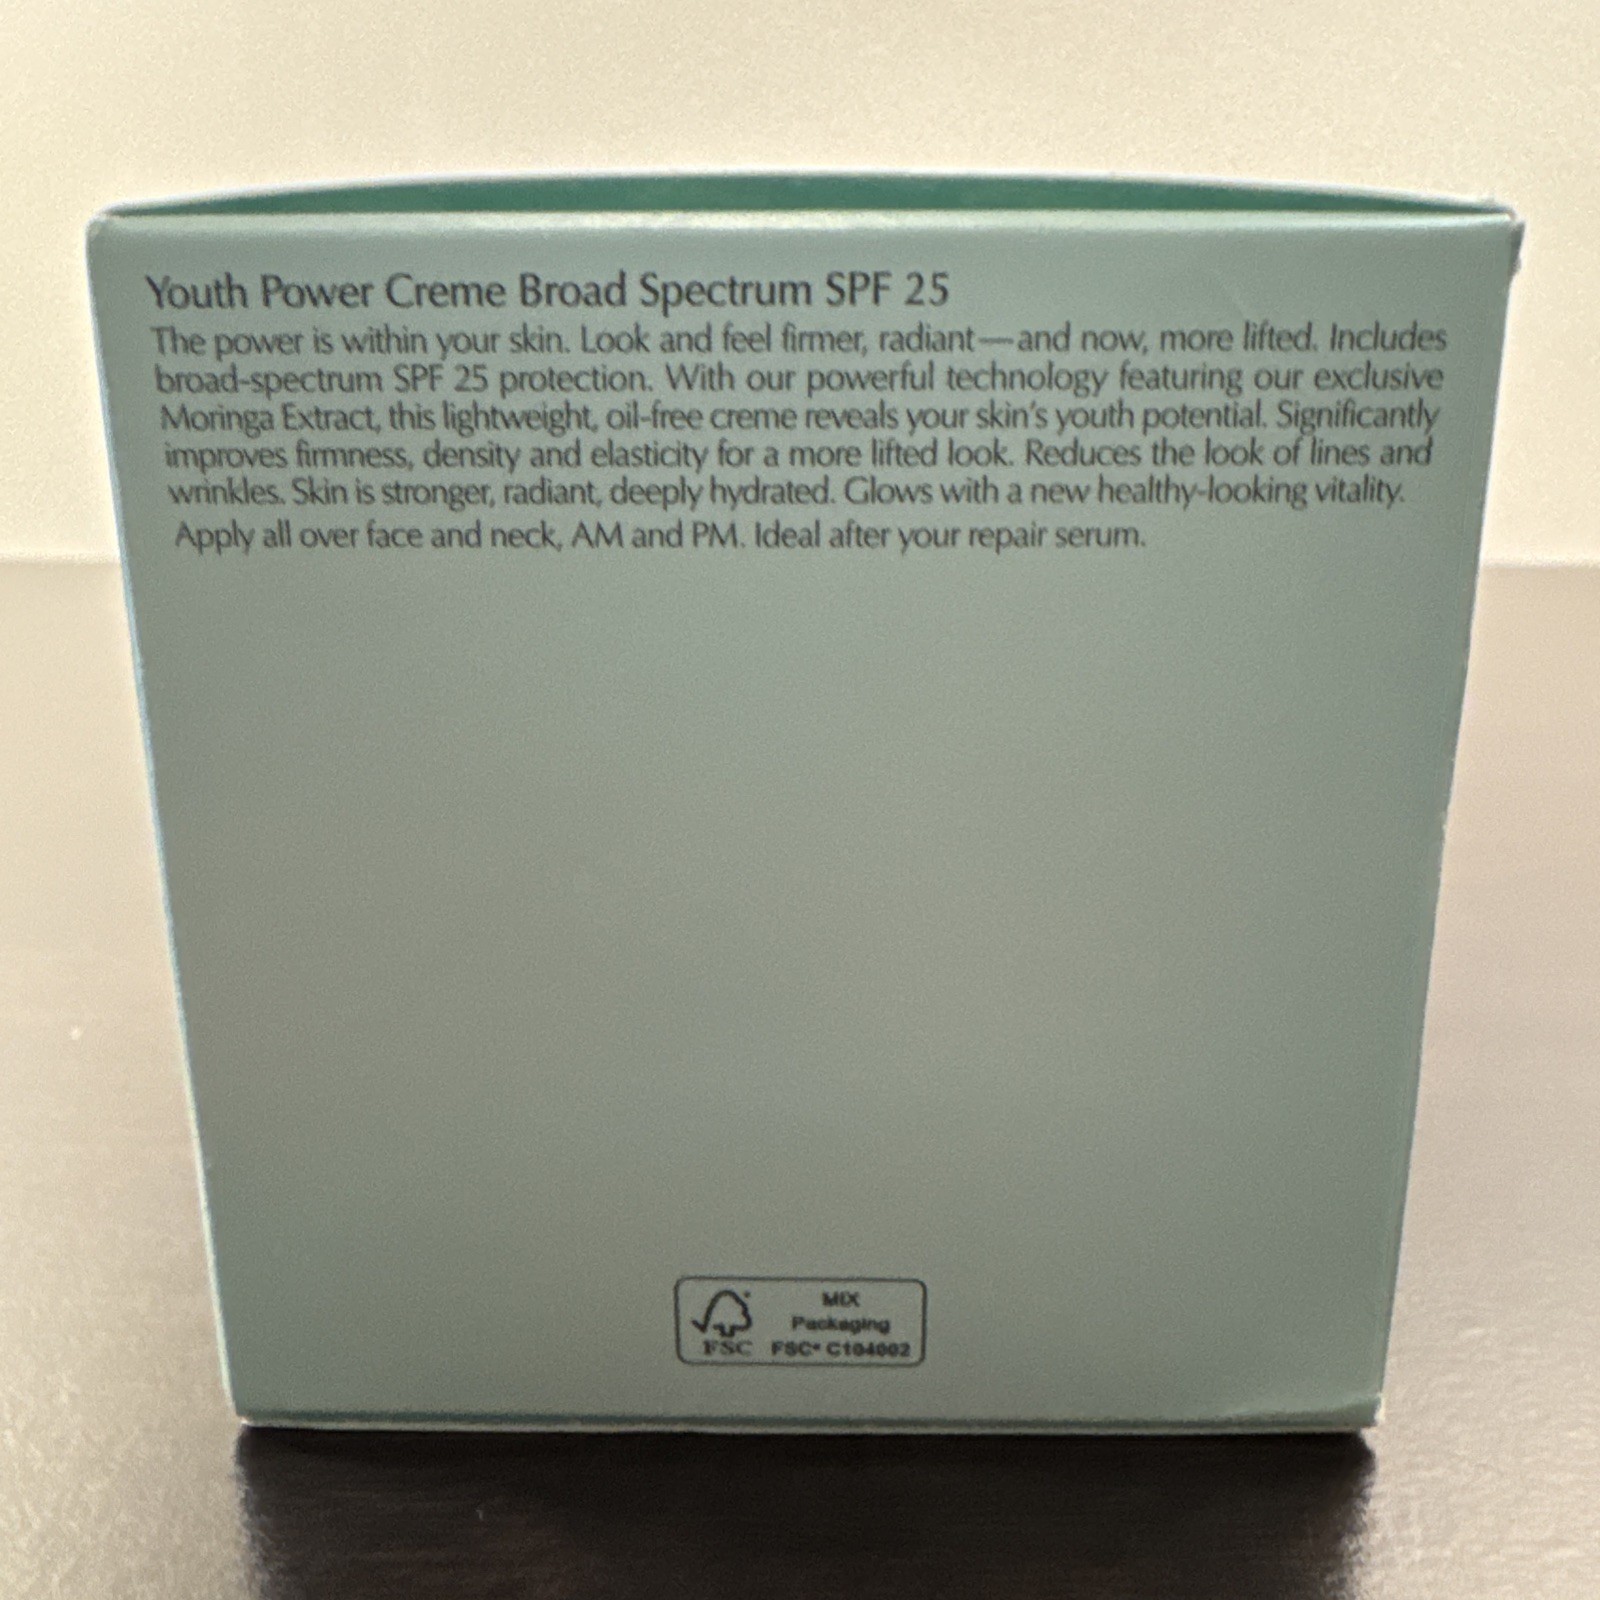 Youth Power Creme Broad Spectrum SPF 25
The power is within your skin. Look and feel firmer, radiant—and now, more lifted. Includes
broad-spectrum SPF 25 protection. With our powerful technology featuring our exclusive
Moringa Extract, this lightweight, oil-free creme reveals your skin's youth potential. Significantly
improves firmness, density and elasticity for a more lifted look. Reduces the look of lines and
wrinkles. Skin is stronger, radiant, deeply hydrated. Glows with a new healthy-looking vitality.
Apply all over face and neck, AM and PM. Ideal after your repair serum.
MIX
Packaging
FSC FSC® C104002